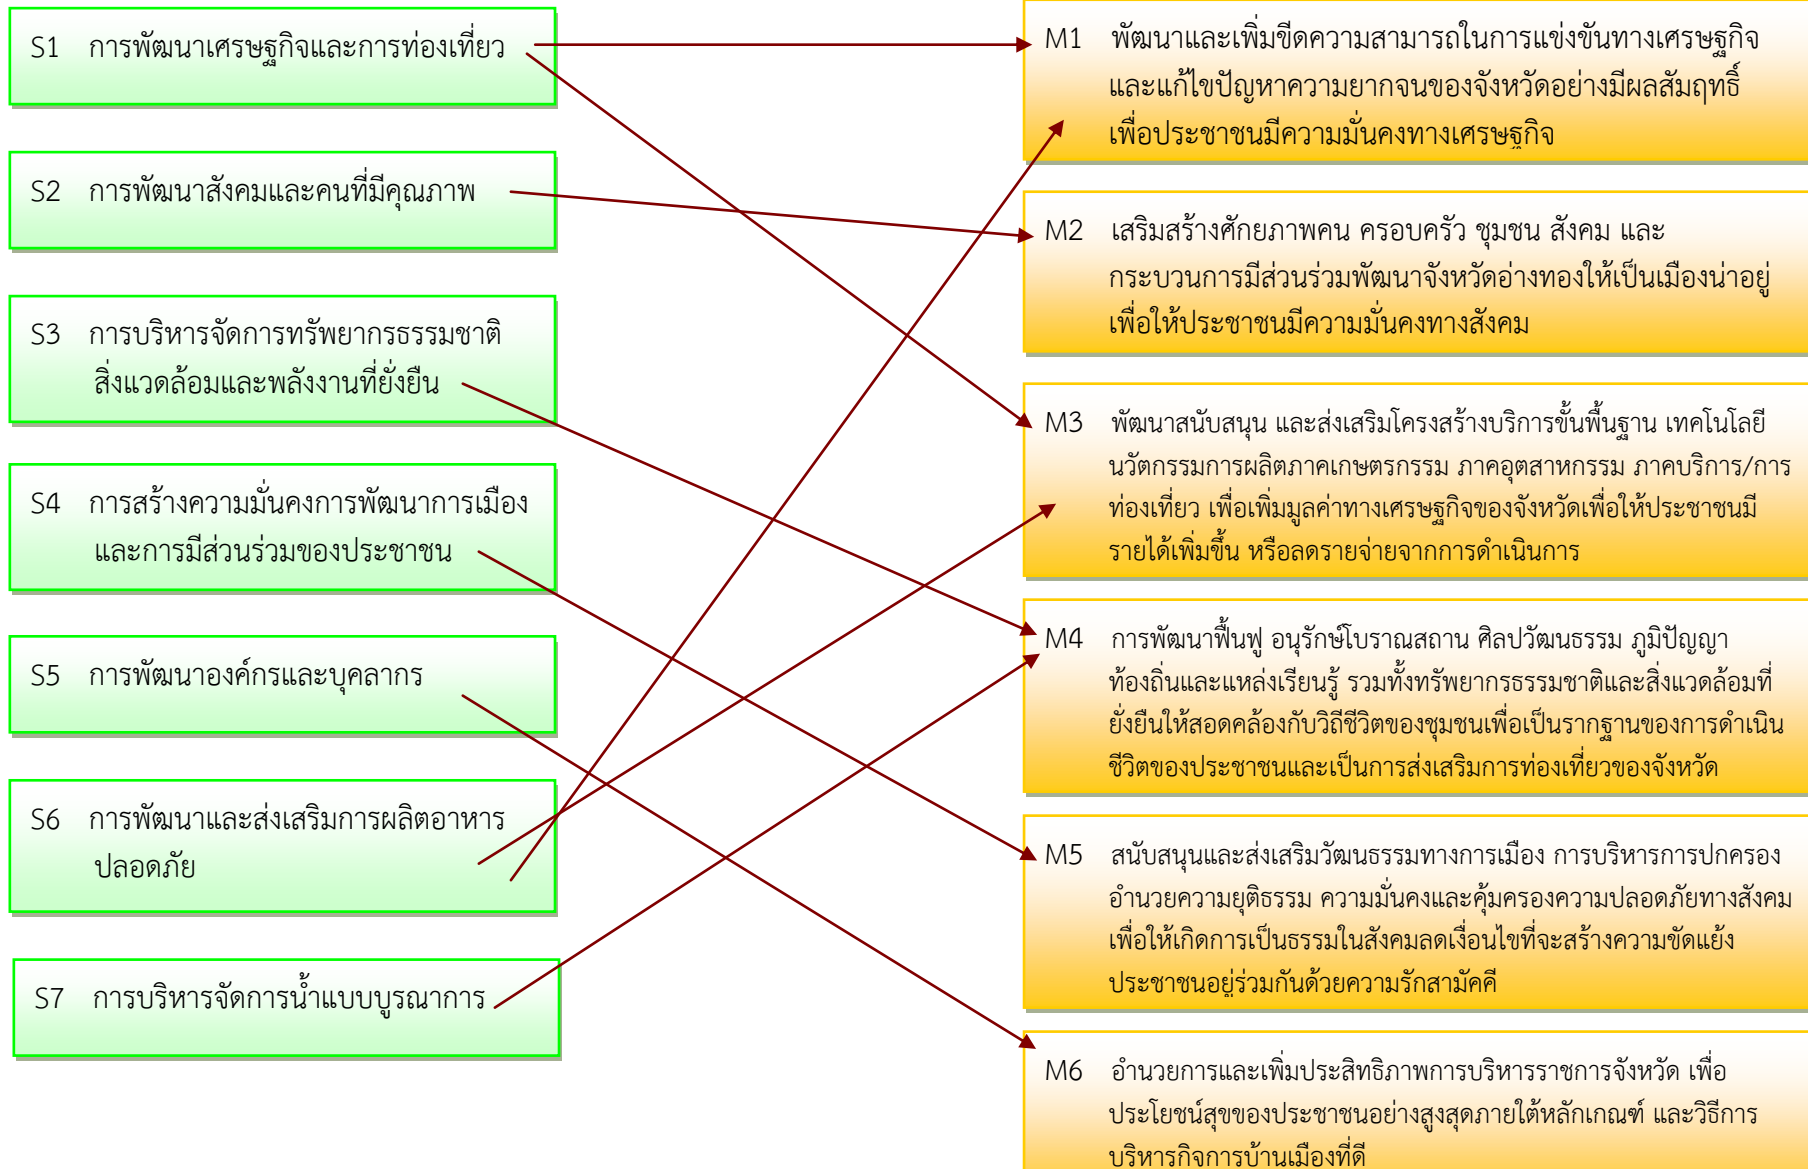 S1 การพัฒนาเศรษฐกิจและการท่องเที่ยว
S2 การพัฒนาสังคมและคนที่มีคุณภาพ
S3 การบริหารจัดการทรัพยากรธรรมชาติ
สิ่งแวดล้อมและพลังงานที่ยั่งยืน
S4 การสร้างความมั่นคงการพัฒนาการเมือง
และการมีส่วนร่วมของประชาชน
S5 การพัฒนาองค์กรและบุคลากร
S6 การพัฒนาและส่งเสริมการผลิตอาหาร
ปลอดภัย
S7 การบริหารจัดการน้ำแบบบูรณาการ
M1 พัฒนาและเพิ่มขีดความสามารถในการแข่งขันทางเศรษฐกิจ
และแก้ไขปัญหาความยากจนของจังหวัดอย่างมีผลสัมฤทธิ์
เพื่อประชาชนมีความมั่นคงทางเศรษฐกิจ
M2 เสริมสร้างศักยภาพคน ครอบครัว ชุมชน สังคม และ
กระบวนการมีส่วนร่วมพัฒนาจังหวัดอ่างทองให้เป็นเมืองน่าอยู่
เพื่อให้ประชาชนมีความมั่นคงทางสังคม
M3 พัฒนาสนับสนุน และส่งเสริมโครงสร้างบริการขั้นพื้นฐาน เทคโนโลยี
นวัตกรรมการผลิตภาคเกษตรกรรม ภาคอุตสาหกรรม ภาคบริการ/การ
ท่องเที่ยว เพื่อเพิ่มมูลค่าทางเศรษฐกิจของจังหวัดเพื่อให้ประชาชนมี
รายได้เพิ่มขึ้น หรือลดรายจ่ายจากการดำเนินการ
M4 การพัฒนาฟื้นฟู อนุรักษ์โบราณสถาน ศิลปวัฒนธรรม ภูมิปัญญา
ท้องถิ่นและแหล่งเรียนรู้ รวมทั้งทรัพยากรธรรมชาติและสิ่งแวดล้อมที่
ยั่งยืนให้สอดคล้องกับวิถีชีวิตของชุมชนเพื่อเป็นรากฐานของการดำเนิน
ชีวิตของประชาชนและเป็นการส่งเสริมการท่องเที่ยวของจังหวัด
M5 สนับสนุนและส่งเสริมวัฒนธรรมทางการเมือง การบริหารการปกครอง
อำนวยความยุติธรรม ความมั่นคงและคุ้มครองความปลอดภัยทางสังคม
เพื่อให้เกิดการเป็นธรรมในสังคมลดเงื่อนไขที่จะสร้างความขัดแย้ง
ประชาชนอยู่ร่วมกันด้วยความรักสามัคคี
M6 อำนวยการและเพิ่มประสิทธิภาพการบริหารราชการจังหวัด เพื่อ
ประโยชน์สุขของประชาชนอย่างสูงสุดภายใต้หลักเกณฑ์ และวิธีการ
บริหารกิจการบ้านเมืองที่ดี